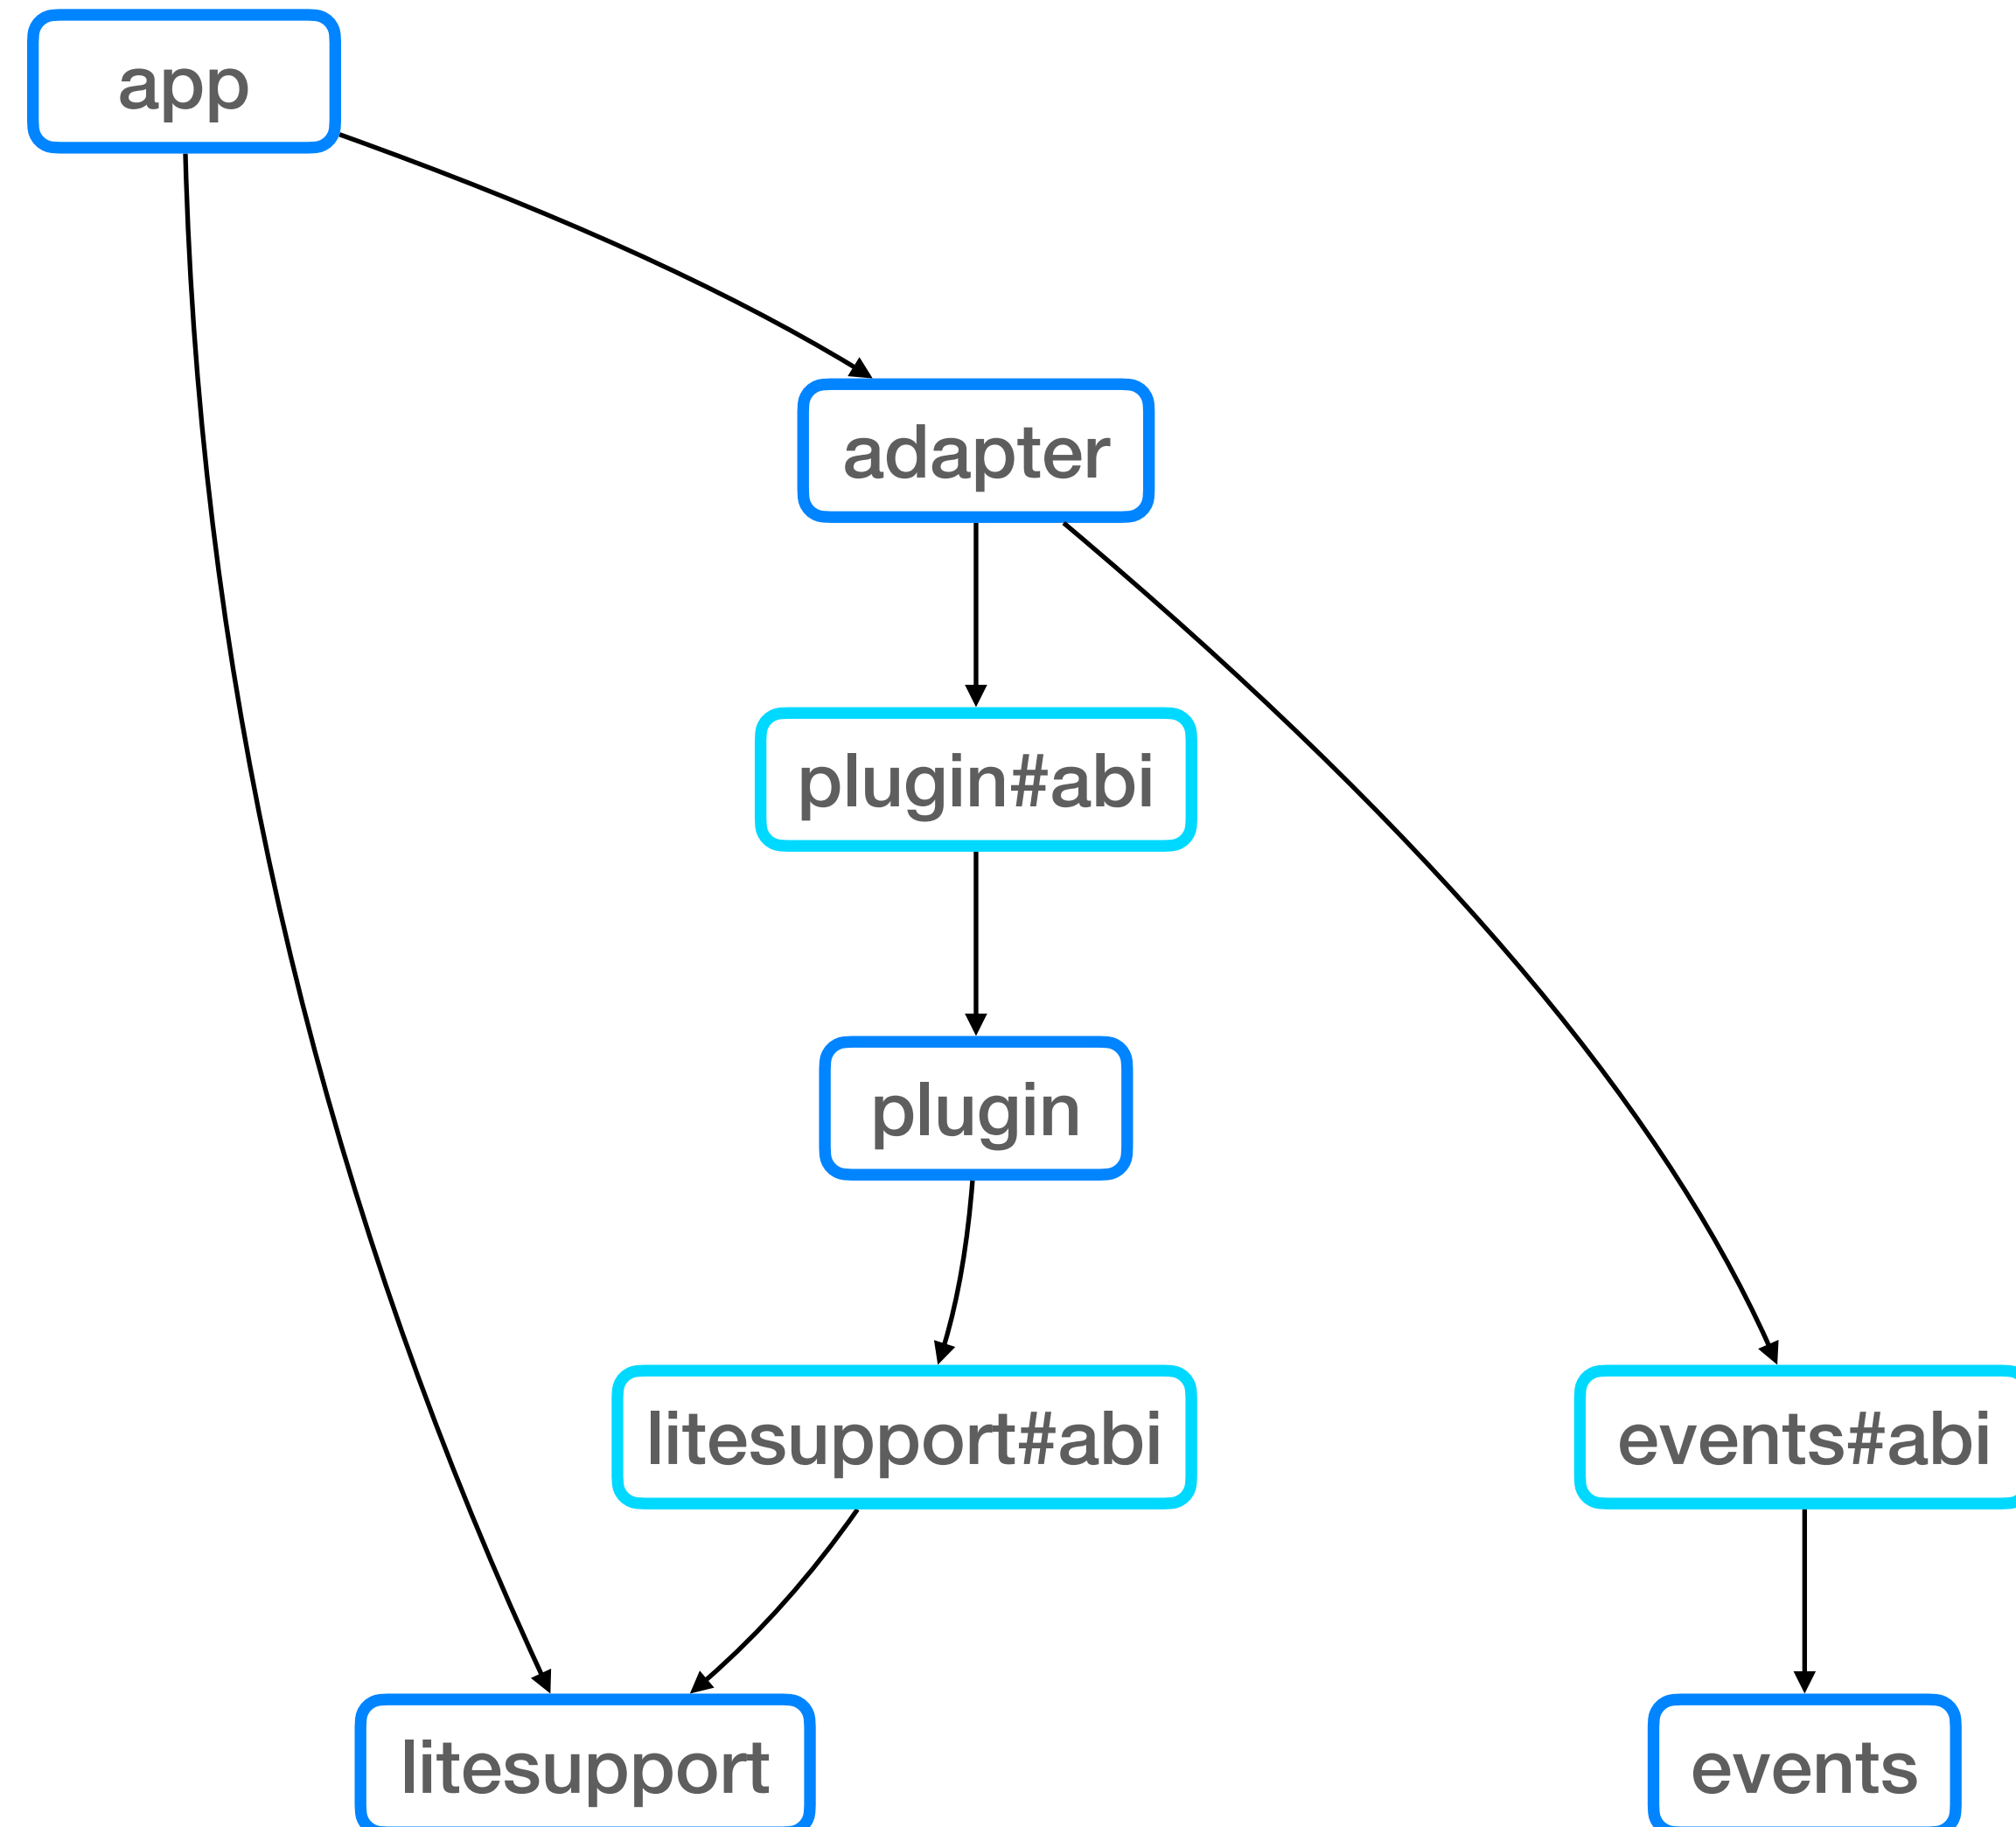 app
adapter
plugin#abi
plugin
litesupport#abi
events#abi
litesupport
events